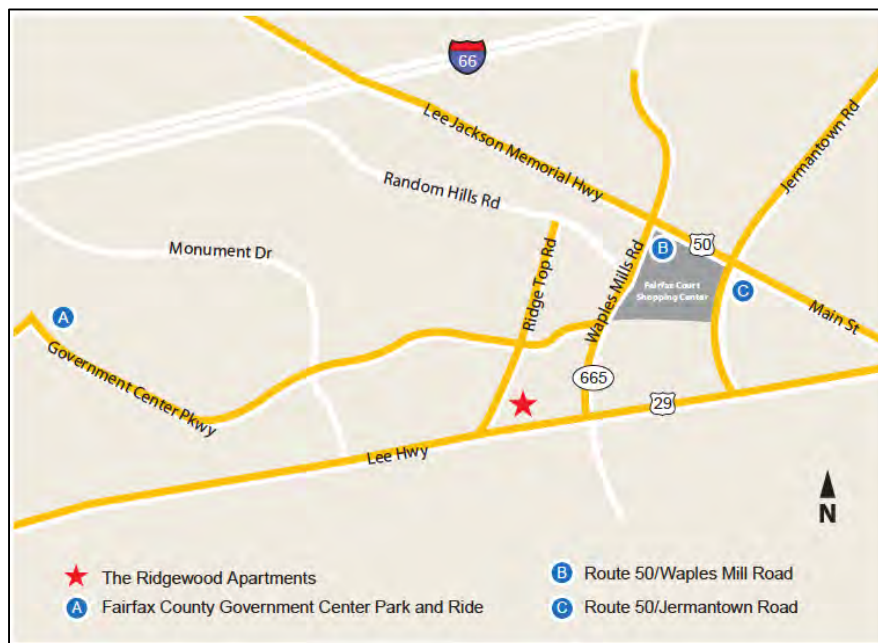 66
Lee Jackson Memorial Hwy
Jermantown Rd
Random Hills Rd
Monument Dr
Ridge Top Rd
Waples Mills Rd
B
50
Fairfax Court
Shopping Center
C
Main St
A
Government Center Pkwy
665
29
Lee Hwy
N
The Ridgewood Apartments
A Fairfax County Government Center Park and Ride
B Route 50/Waples Mill Road
C Route 50/Jermantown Road